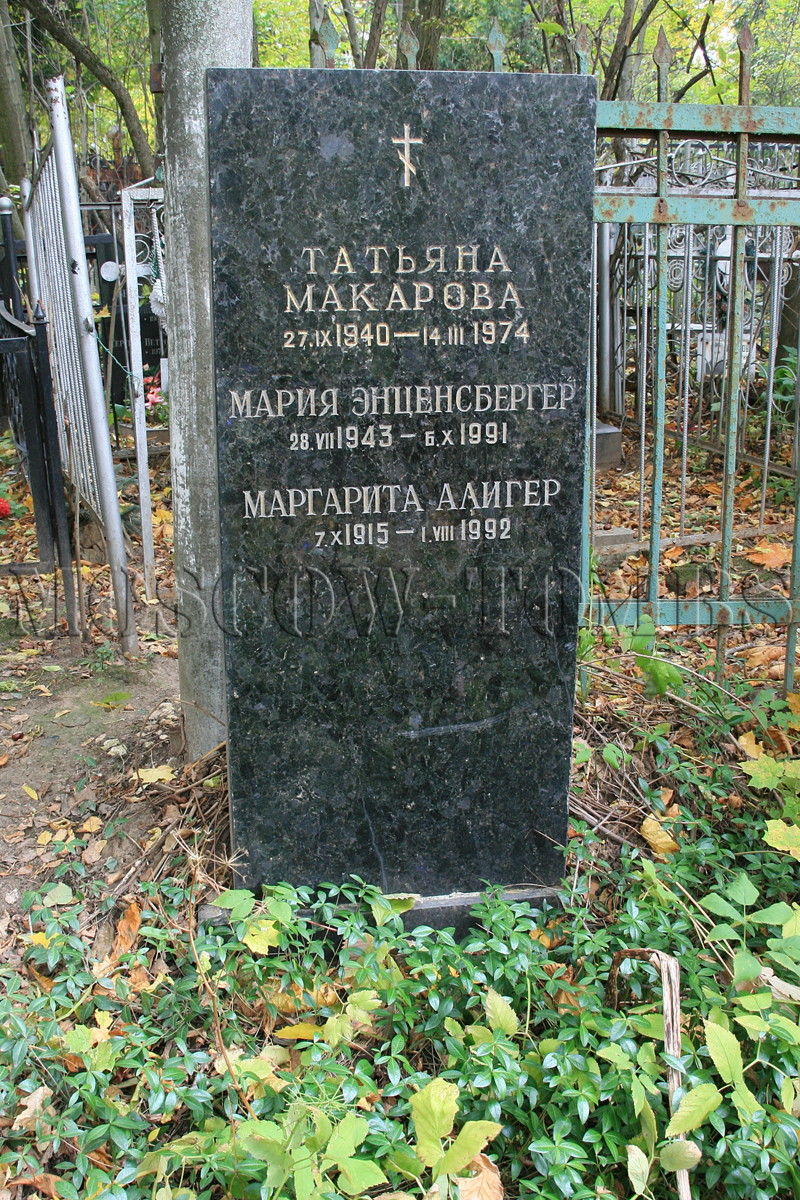 ТАТЬЯНА
МАКАРОВА
27.IX 1940 — 14.III 1974
МАРИЯ ЭНЦЕНСБЕРГЕР
28.VII 1943 — 6.X 1991
МАРГАРИТА АЛИГЕР
7.X 1915 — 1.VIII 1992
MOSCOW-TOMBS